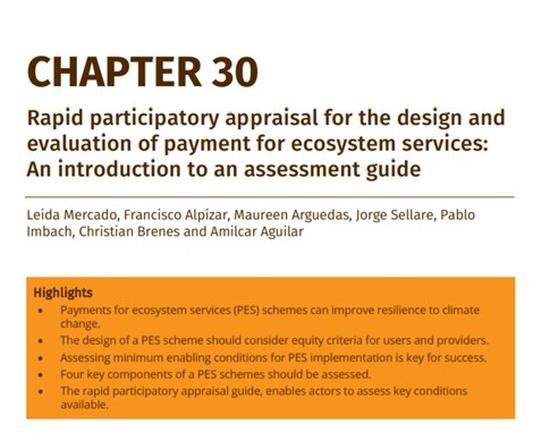 CHAPTER 30
Rapid participatory appraisal for the design and
evaluation of payment for ecosystem services:
An introduction to an assessment guide
Leida Mercado, Francisco Alpízar, Maureen Arguedas, Jorge Sellare, Pablo
Imbach, Christian Brenes and Amilcar Aguilar
Highlights
• Payments for ecosystem services (PES) schemes can improve resilience to climate
change.
• The design of a PES scheme should consider equity criteria for users and providers.
• Assessing minimum enabling conditions for PES implementation is key for success.
• Four key components of a PES schemes should be assessed.
• The rapid participatory appraisal guide, enables actors to assess key conditions
available.